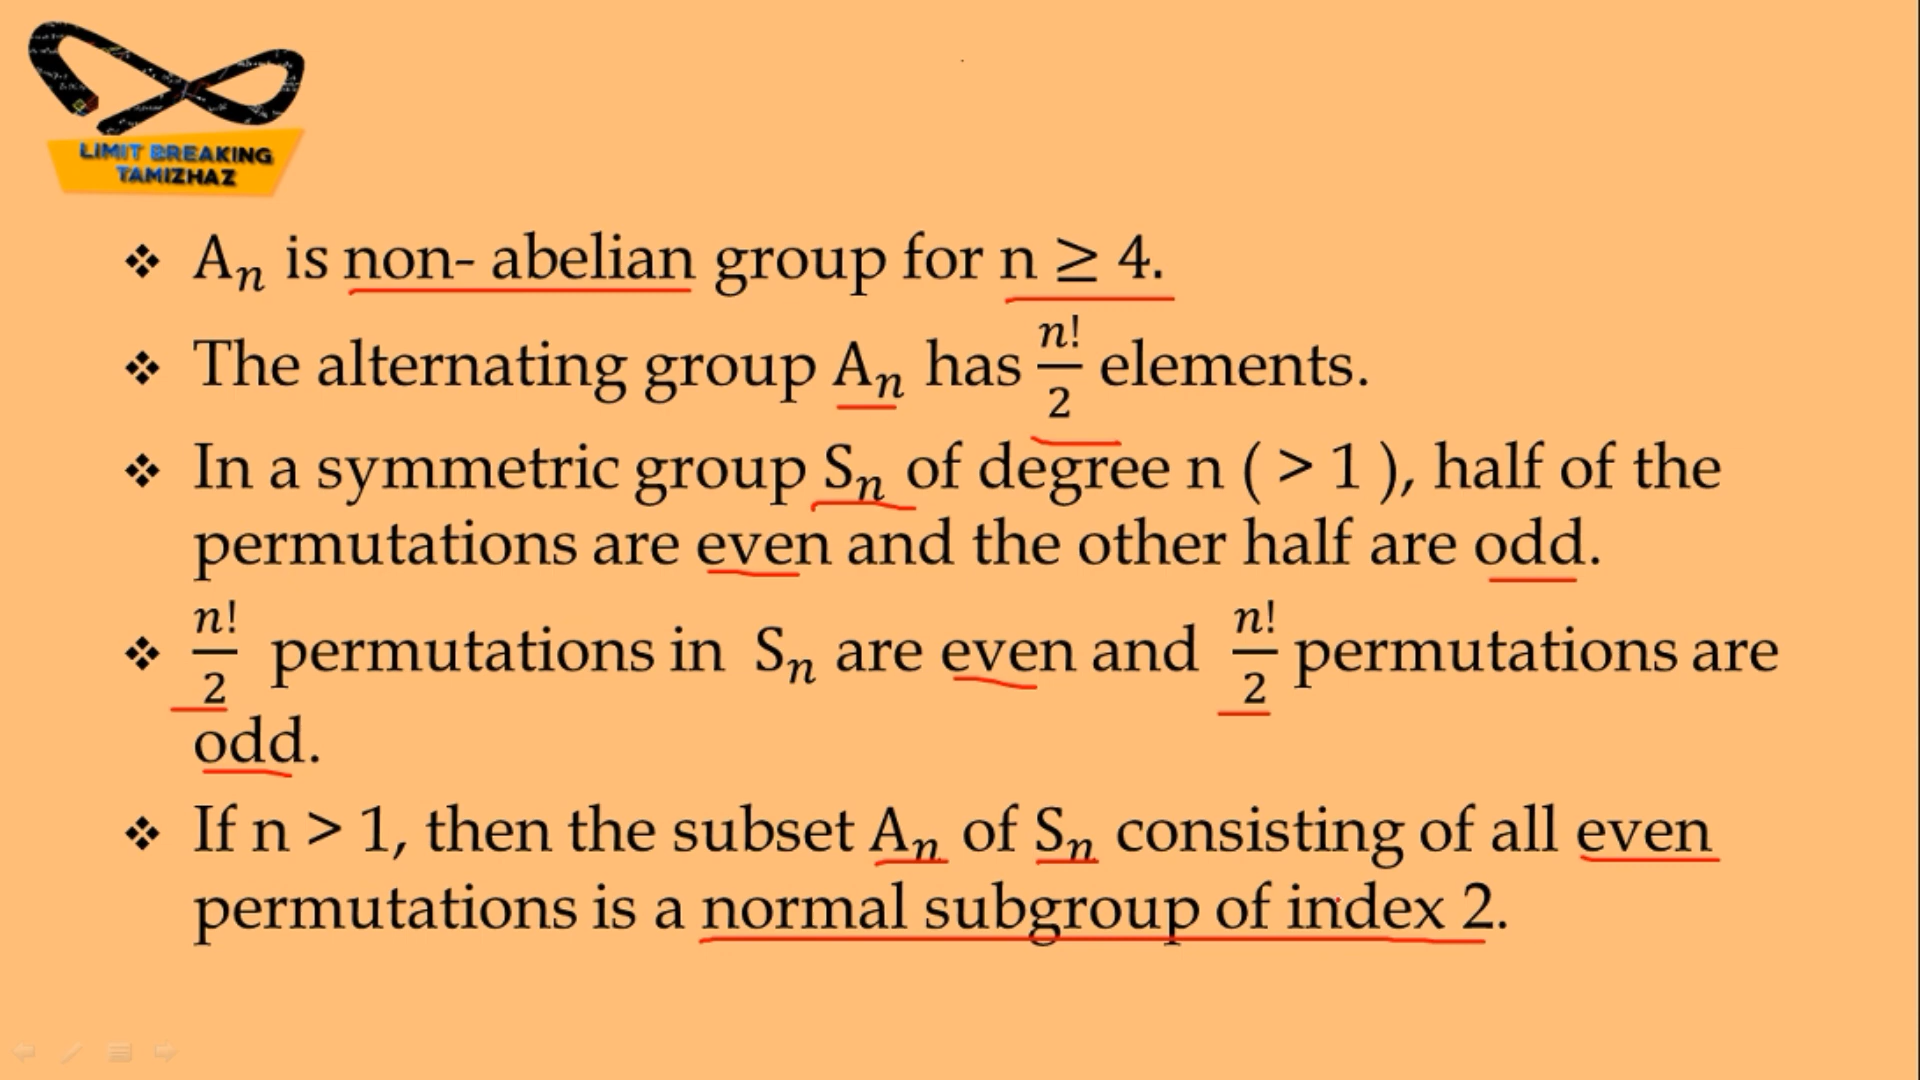 LIMIT BREAKING
TAMIZHAZ
❖ Aₙ is non- abelian group for n ≥ 4.
❖ The alternating group Aₙ has n!/2 elements.
❖ In a symmetric group Sₙ of degree n ( > 1 ), half of the
permutations are even and the other half are odd.
❖ n!/2 permutations in Sₙ are even and n!/2 permutations are
odd.
❖ If n > 1, then the subset Aₙ of Sₙ consisting of all even
permutations is a normal subgroup of index 2.